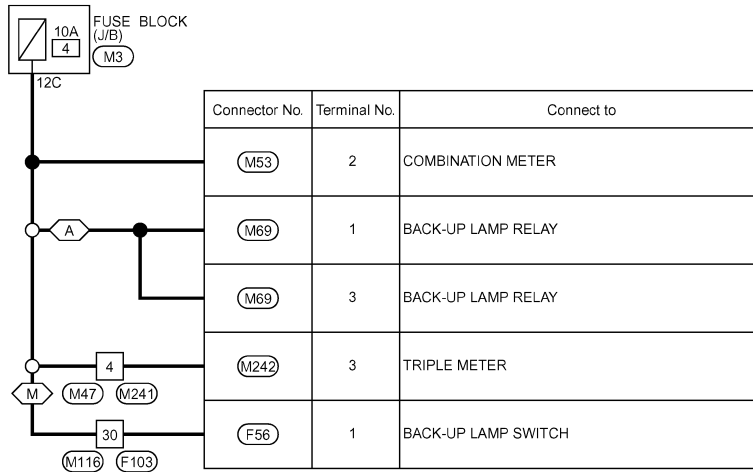 FUSE BLOCK
(J/B)
10A
4
M3
12C
Connector No. Terminal No. Connect to
M53 2 COMBINATION METER
A M69 1 BACK-UP LAMP RELAY
M69 3 BACK-UP LAMP RELAY
4 M242 3 TRIPLE METER
M M47 M241
30 F56 1 BACK-UP LAMP SWITCH
M116 F103